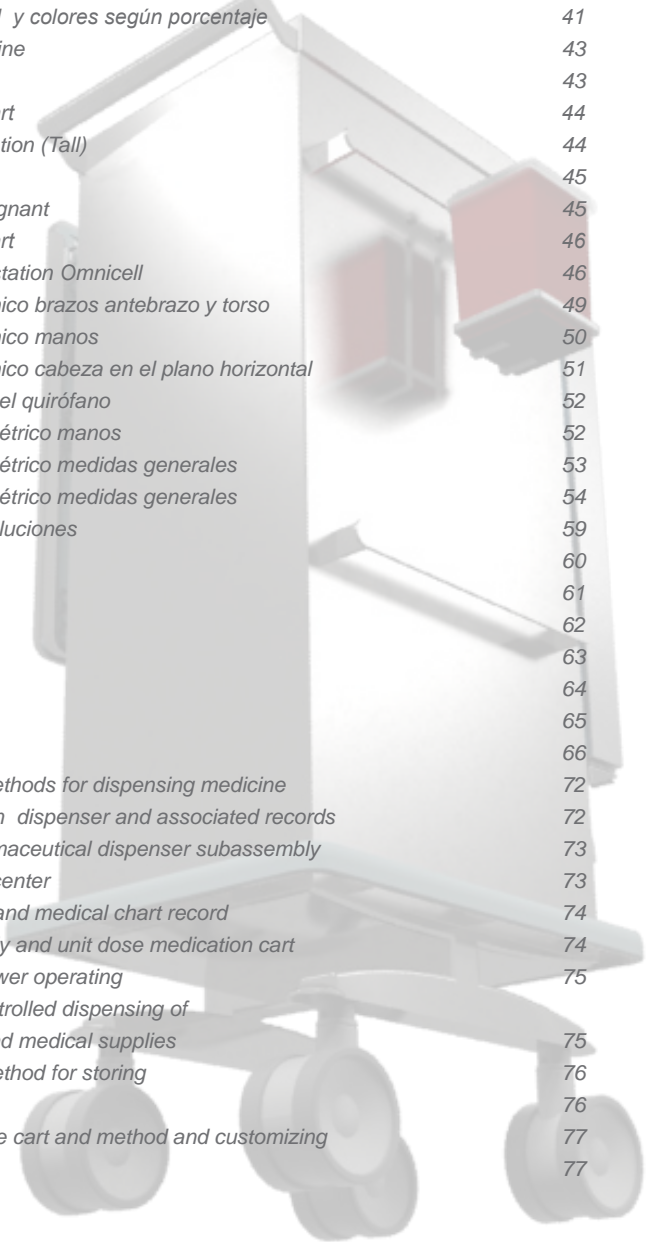 y colores según porcentaje 41
ine 43
43
rt 44
tion (Tall) 44
45
gnant 45
rt 46
station Omnicell 46
nico brazos antebrazo y torso 49
nico manos 50
nico cabeza en el plano horizontal 51
el quirófano 52
étrico manos 52
étrico medidas generales 53
étrico medidas generales 54
luciones 59
60
61
62
63
64
65
66
ethods for dispensing medicine 72
n dispenser and associated records 72
maceutical dispenser subassembly 73
center 73
and medical chart record 74
y and unit dose medication cart 74
wer operating 75
trolled dispensing of
d medical supplies 75
ethod for storing 76
76
e cart and method and customizing 77
77